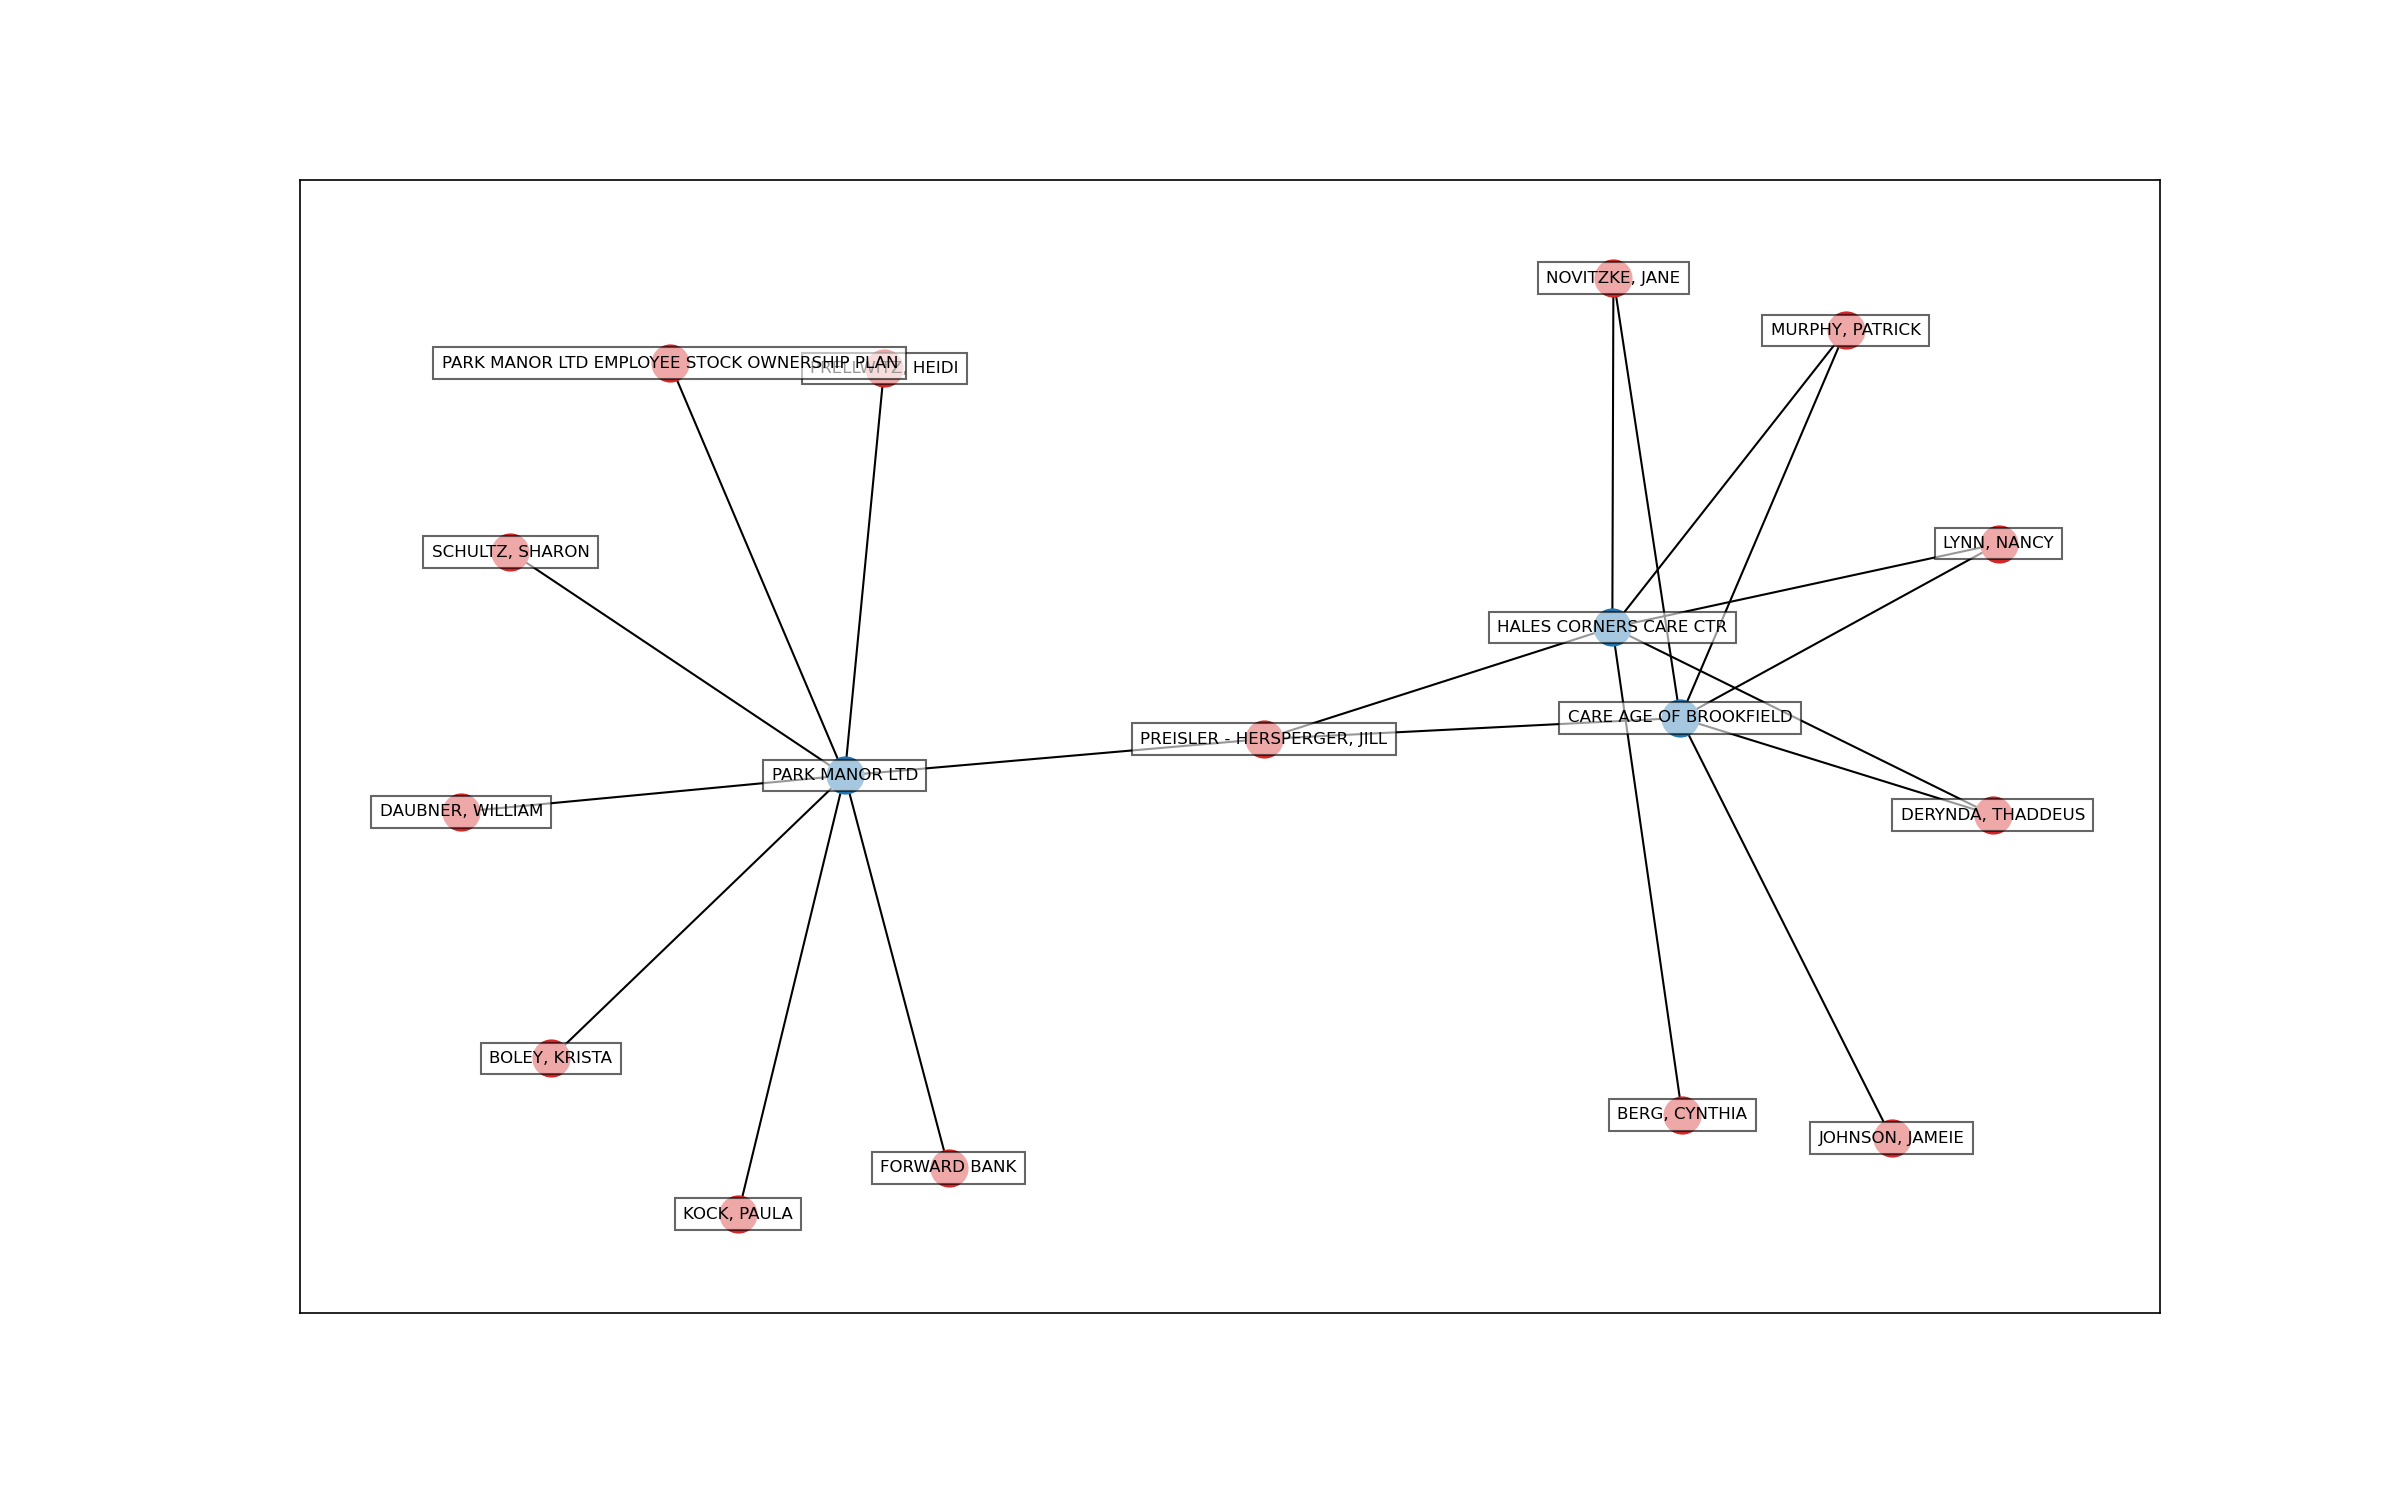 NOVITZKE, JANE
MURPHY, PATRICK
PARK MANOR LTD EMPLOYEE STOCK OWNERSHIP PLAN
PRELLWITZ, HEIDI
LYNN, NANCY
SCHULTZ, SHARON
HALES CORNERS CARE CTR
CARE AGE OF BROOKFIELD
PREISLER - HERSPERGER, JILL
PARK MANOR LTD
DAUBNER, WILLIAM
DERYNDA, THADDEUS
BOLEY, KRISTA
BERG, CYNTHIA
JOHNSON, JAMEIE
FORWARD BANK
KOCK, PAULA